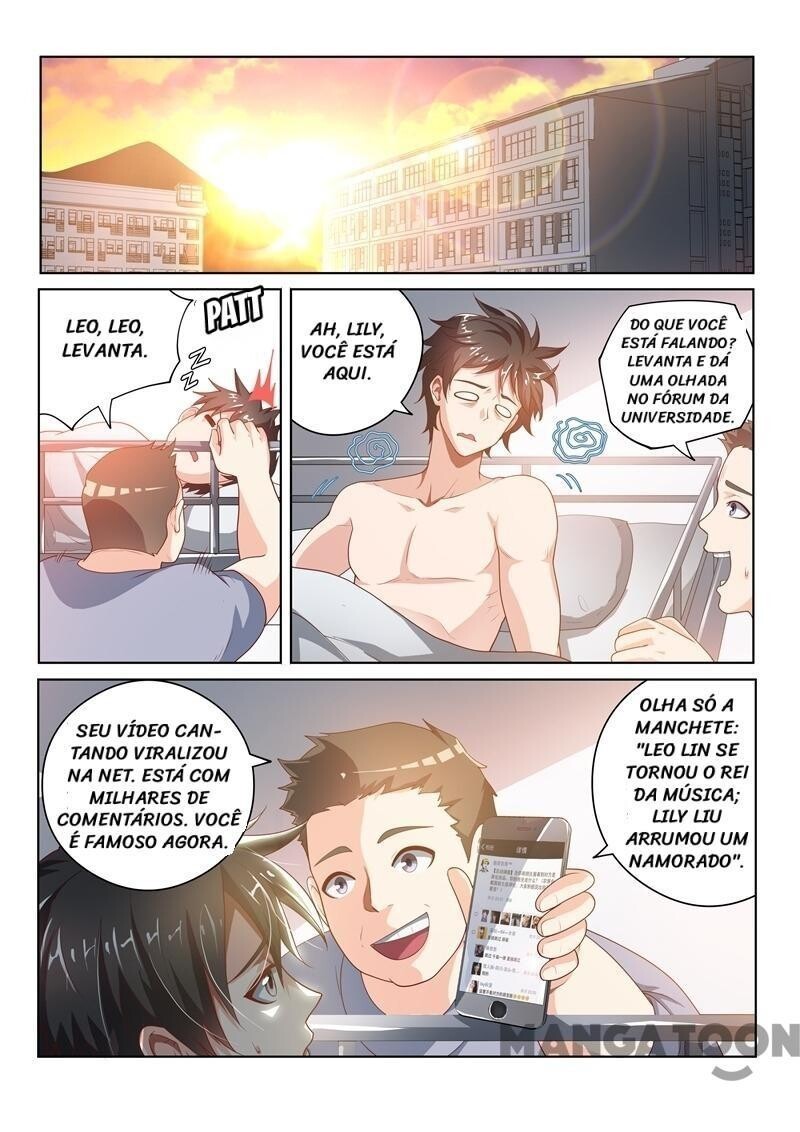 PATT
LEO, LEO,
LEVANTA.
Z
Z
AH, LILY,
VOCÊ ESTÁ
AQUI.
DO QUE VOCÊ
ESTÁ FALANDO?
LEVANTA E DÁ
UMA OLHADA
NO FÓRUM DA
UNIVERSIDADE.
SEU VÍDEO CAN-
TANDO VIRALIZOU
NA NET. ESTÁ COM
MILHARES DE
COMENTÁRIOS. VOCÊ
É FAMOSO AGORA.
OLHA SÓ A
MANCHETE:
"LEO LIN SE
TORNOU O REI
DA MÚSICA;
LILY LIU
ARRUMOU UM
NAMORADO".
详情
MANGATOON